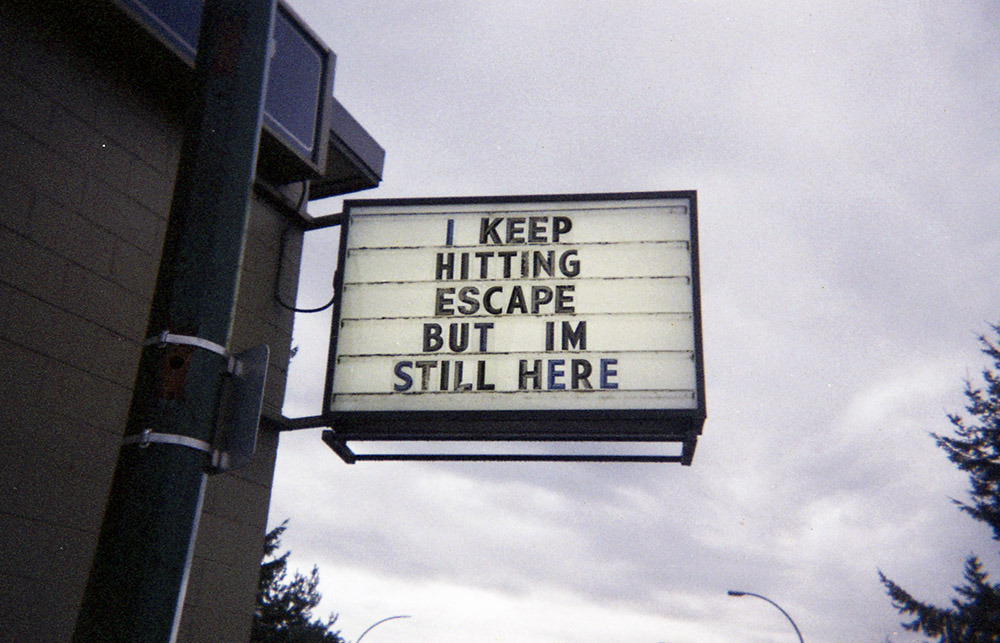 I KEEP
HITTING
ESCAPE
BUT IM
STILL HERE